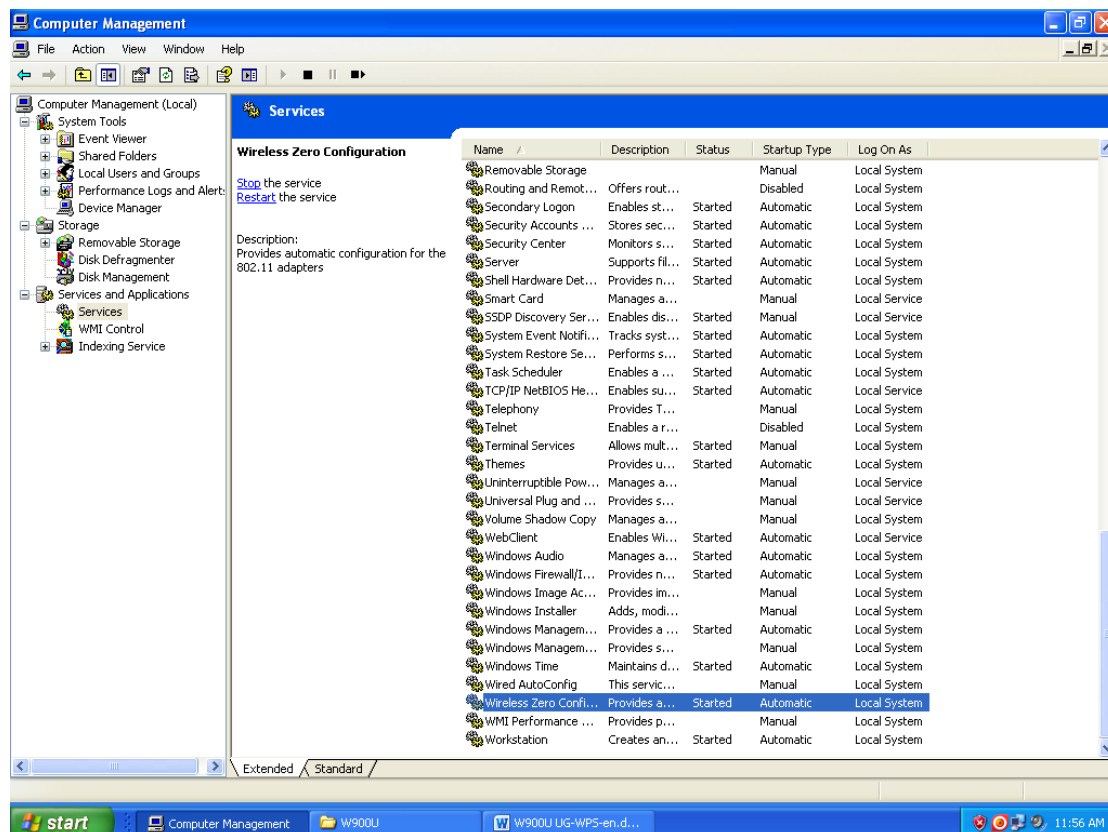 Computer Management
File Action View Window Help
Computer Management (Local)
System Tools
Event Viewer
Shared Folders
Local Users and Groups
Performance Logs and Alert
Device Manager
Storage
Removable Storage
Disk Defragmenter
Disk Management
Services and Applications
Services
WMI Control
Indexing Service
Services
Wireless Zero Configuration
Stop the service
Restart the service
Description:
Provides automatic configuration for the
802.11 adapters
Name Description Status Startup Type Log On As
Removable Storage Manual Local System
Routing and Remot... Offers rout... Disabled Local System
Secondary Logon Enables st... Started Automatic Local System
Security Accounts ... Stores sec... Started Automatic Local System
Security Center Monitors s... Started Automatic Local System
Server Supports fil... Started Automatic Local System
Shell Hardware Det... Provides n... Started Automatic Local System
Smart Card Manages a... Manual Local Service
SSDP Discovery Ser... Enables dis... Started Manual Local Service
System Event Notifi... Tracks syst... Started Automatic Local System
System Restore Se... Performs s... Started Automatic Local System
Task Scheduler Enables a ... Started Automatic Local System
TCP/IP NetBIOS He... Enables su... Started Automatic Local Service
Telephony Provides T... Manual Local System
Telnet Enables a r... Disabled Local System
Terminal Services Allows mult... Started Manual Local System
Themes Provides u... Started Automatic Local System
Uninterruptible Pow... Manages a... Manual Local Service
Universal Plug and ... Provides s... Manual Local Service
Volume Shadow Copy Manages a... Manual Local System
WebClient Enables Wi... Started Automatic Local Service
Windows Audio Manages a... Started Automatic Local System
Windows Firewall/I... Provides n... Started Automatic Local System
Windows Image Ac... Provides im... Manual Local System
Windows Installer Adds, modi... Manual Local System
Windows Managem... Provides a ... Started Automatic Local System
Windows Managem... Provides s... Manual Local System
Windows Time Maintains d... Started Automatic Local System
Wired AutoConfig This servic... Manual Local System
Wireless Zero Confi... Provides a... Started Automatic Local System
WMI Performance ... Provides p... Manual Local System
Workstation Creates an... Started Automatic Local System
Extended Standard
start Computer Management W900U W900U UG-WPS-en.d... 11:56 AM